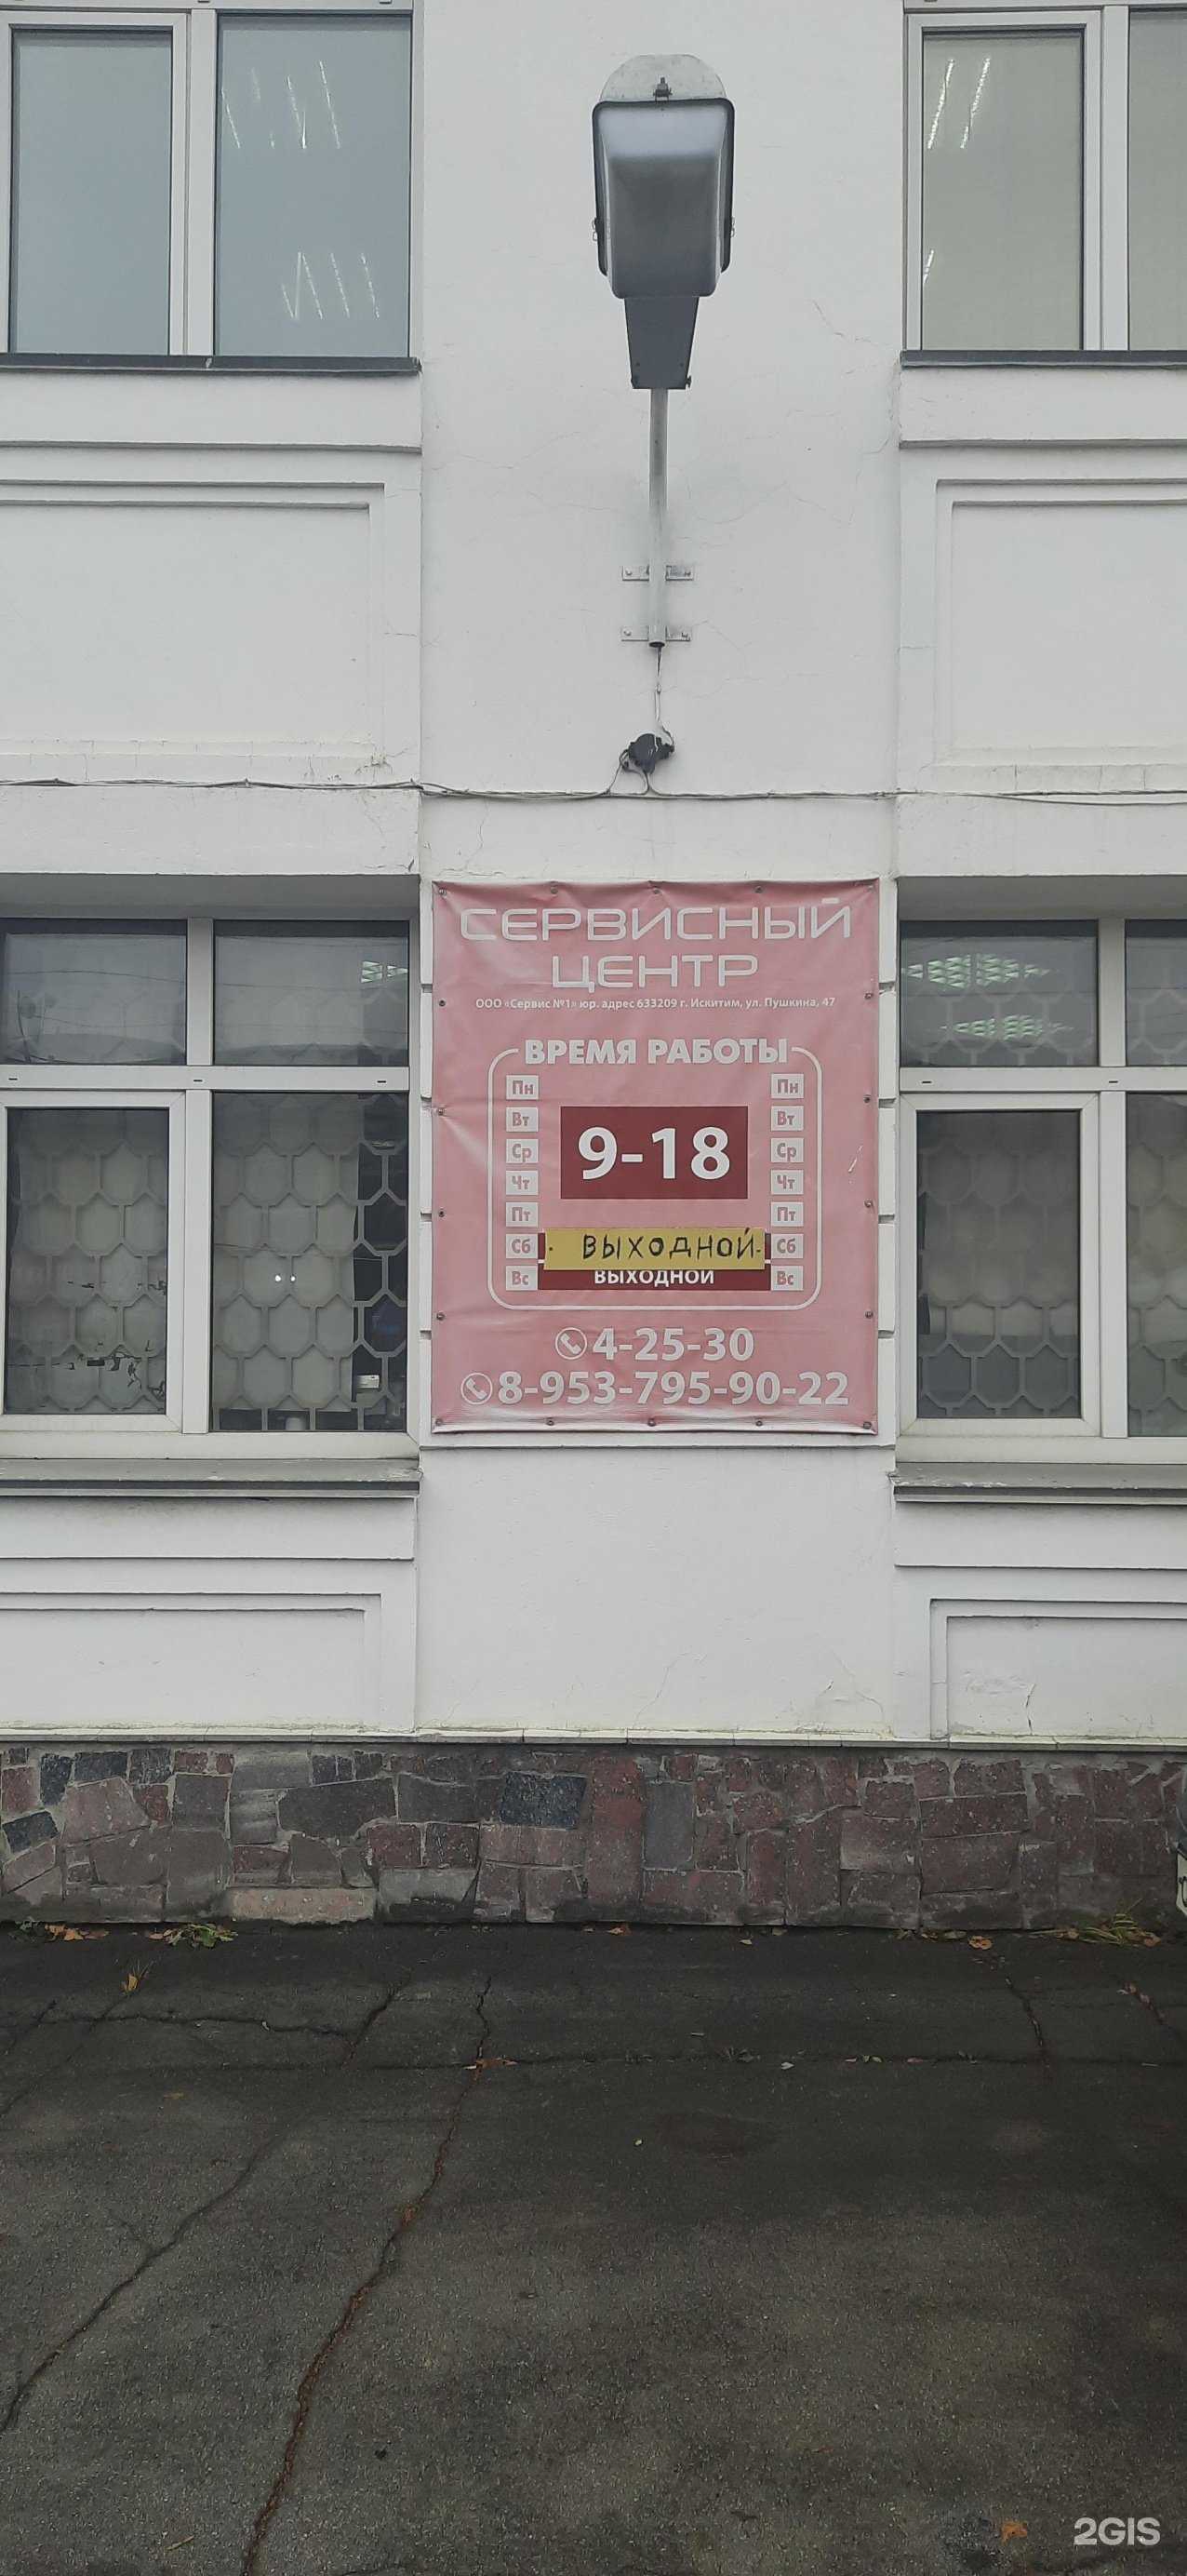 СЕРВИСНЫЙ
ЦЕНТР
ООО «Сервис №1» юр. адрес 633209 г. Искитим, ул. Пушкина, 47
ВРЕМЯ РАБОТЫ
Пн Пн
Вт Вт
9-18
Ср Ср
Чт Чт
Пт Пт
Сб ВЫХОДНОЙ Сб
Вс ВЫХОДНОЙ Вс
4-25-30
8-953-795-90-22
2GIS